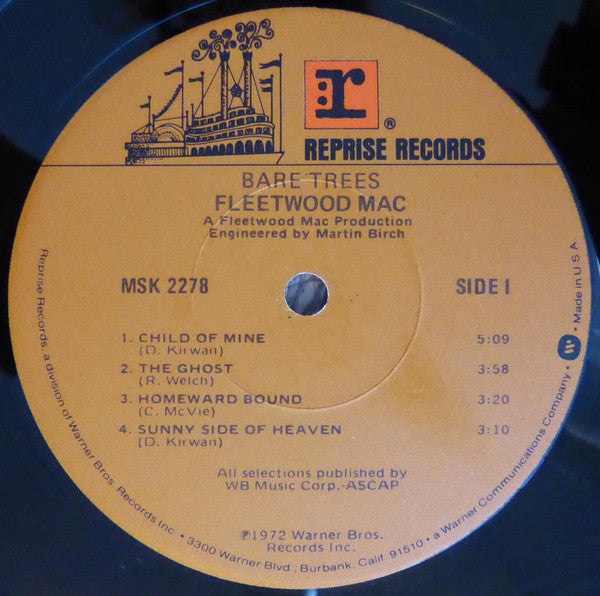 r
®
REPRISE RECORDS
BARE TREES
FLEETWOOD MAC
A Fleetwood Mac Production
Engineered by Martin Birch
MSK 2278
SIDE 1
1. CHILD OF MINE 5:09
(D. Kirwan)
2. THE GHOST 3:58
(R. Welch)
3. HOMEWARD BOUND 3:20
(C. McVie)
4. SUNNY SIDE OF HEAVEN 3:10
(D. Kirwan)
All selections published by
WB Music Corp.-ASCAP
℗1972 Warner Bros.
Records Inc.
Reprise Records, a division of Warner Bros. Records Inc. • 3300 Warner Blvd., Burbank, Calif. 91510 • a Warner Communications Company • Made in U.S.A.